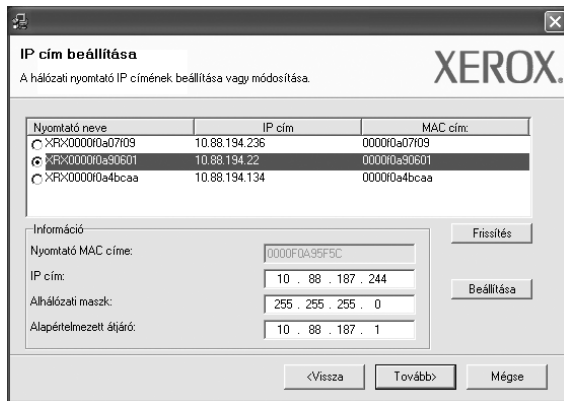 IP cím beállítása
A hálózati nyomtató IP címének beállítása vagy módosítása.
XEROX.
Nyomtató neve IP cím MAC cím:
XRX0000f0a07f09 10.88.194.236 0000f0a07f09
XRX0000f0a90601 10.88.194.22 0000f0a90601
XRX0000f0a4bcaa 10.88.194.134 0000f0a4bcaa
Információ
Nyomtató MAC címe: 0000F0A95F5C
Frissítés
IP cím: 10 . 88 . 187 . 244
Beállítása
Alhálózati maszk: 255 . 255 . 255 . 0
Alapértelmezett átjáró: 10 . 88 . 187 . 1
<Vissza Tovább> Mégse